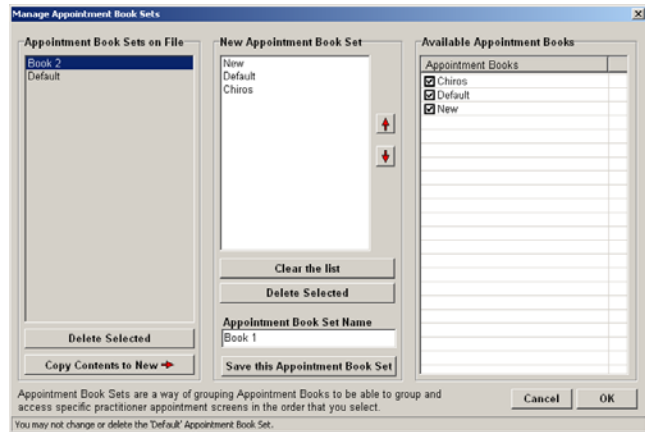 Manage Appointment Book Sets
Appointment Book Sets on File
Book 2
Default
Delete Selected
Copy Contents to New
New Appointment Book Set
New
Default
Chiros
Clear the list
Delete Selected
Appointment Book Set Name
Book 1
Save this Appointment Book Set
Available Appointment Books
Appointment Books
Chiros
Default
New
Appointment Book Sets are a way of grouping Appointment Books to be able to group and
access specific practitioner appointment screens in the order that you select.
Cancel
OK
You may not change or delete the 'Default' Appointment Book Set.